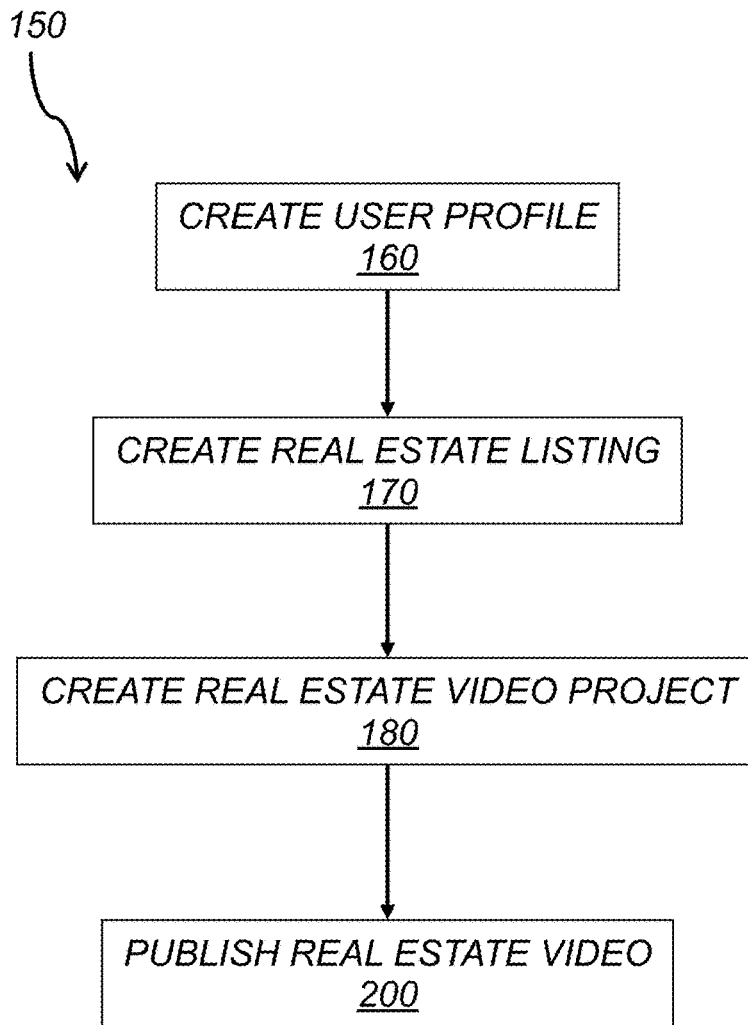 150
CREATE USER PROFILE
160
CREATE REAL ESTATE LISTING
170
CREATE REAL ESTATE VIDEO PROJECT
180
PUBLISH REAL ESTATE VIDEO
200